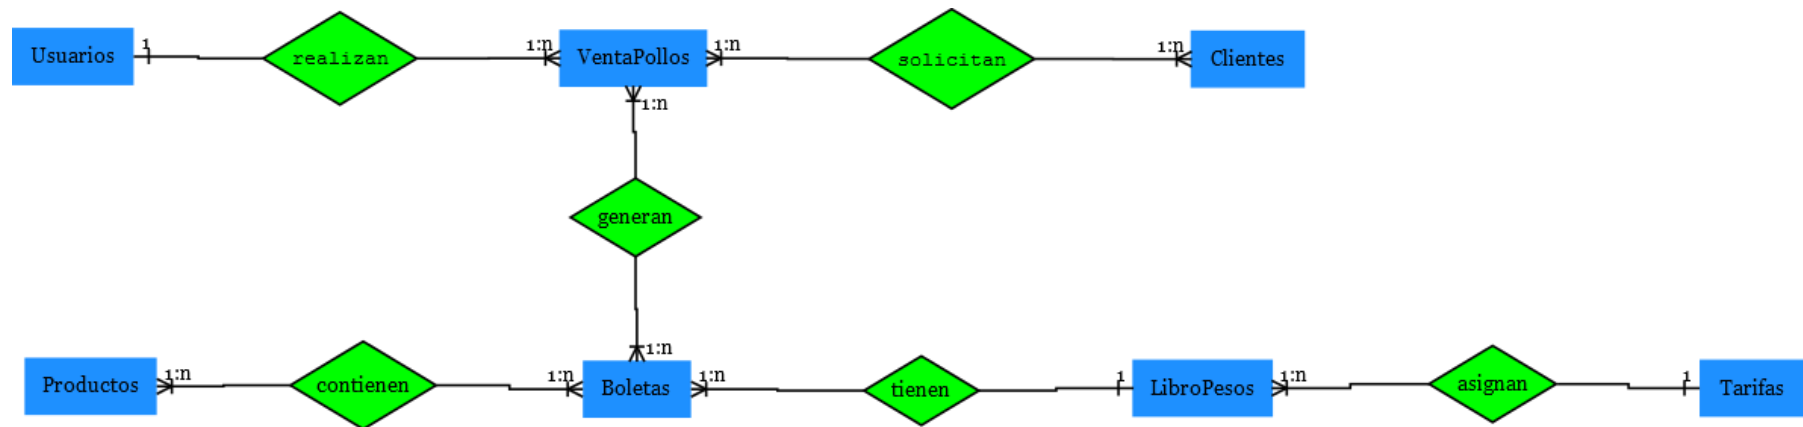 Usuarios
1
realizan
1:n
VentaPollos
1:n
solicitan
1:n
Clientes
1:n
generan
1:n
Productos
1:n
contienen
1:n
Boletas
1:n
tienen
1
LibroPesos
1:n
asignan
1
Tarifas